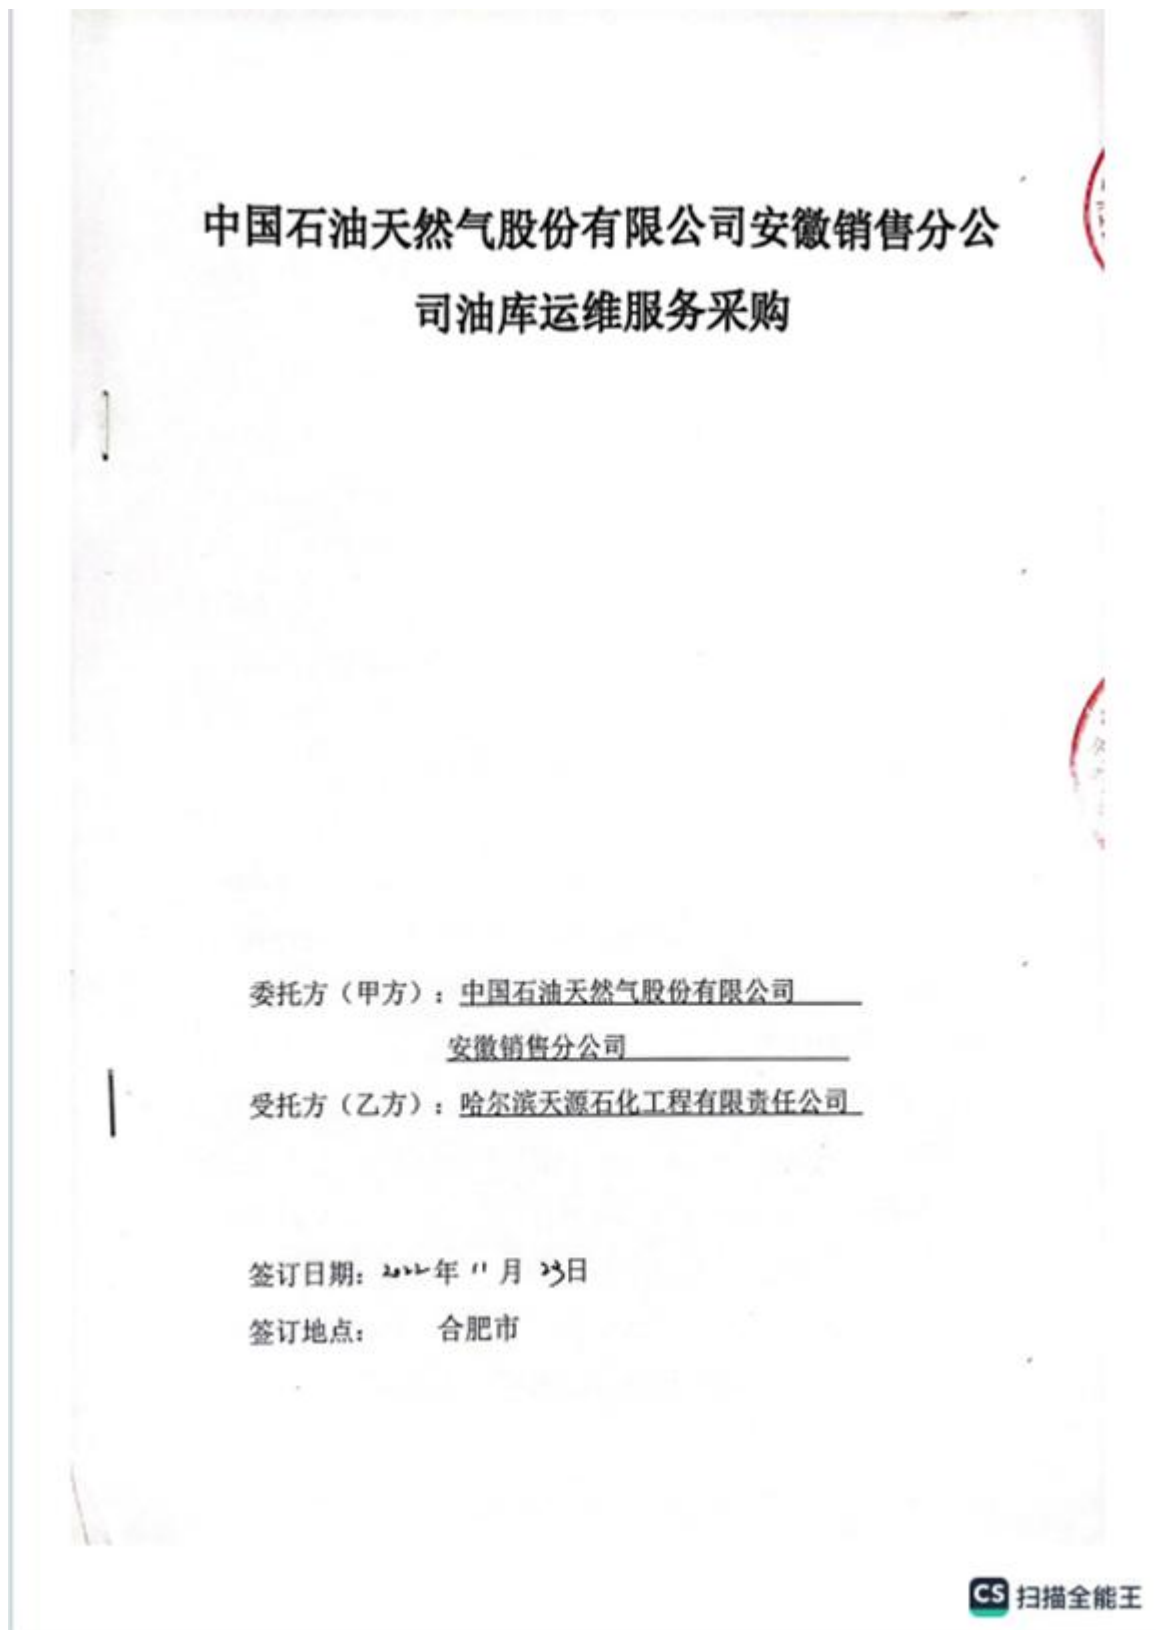 中国石油天然气股份有限公司安徽销售分公
司油库运维服务采购
委托方（甲方）：中国石油天然气股份有限公司
安徽销售分公司
受托方（乙方）：哈尔滨天源石化工程有限责任公司
签订日期：2022年11月23日
签订地点： 合肥市
CS 扫描全能王